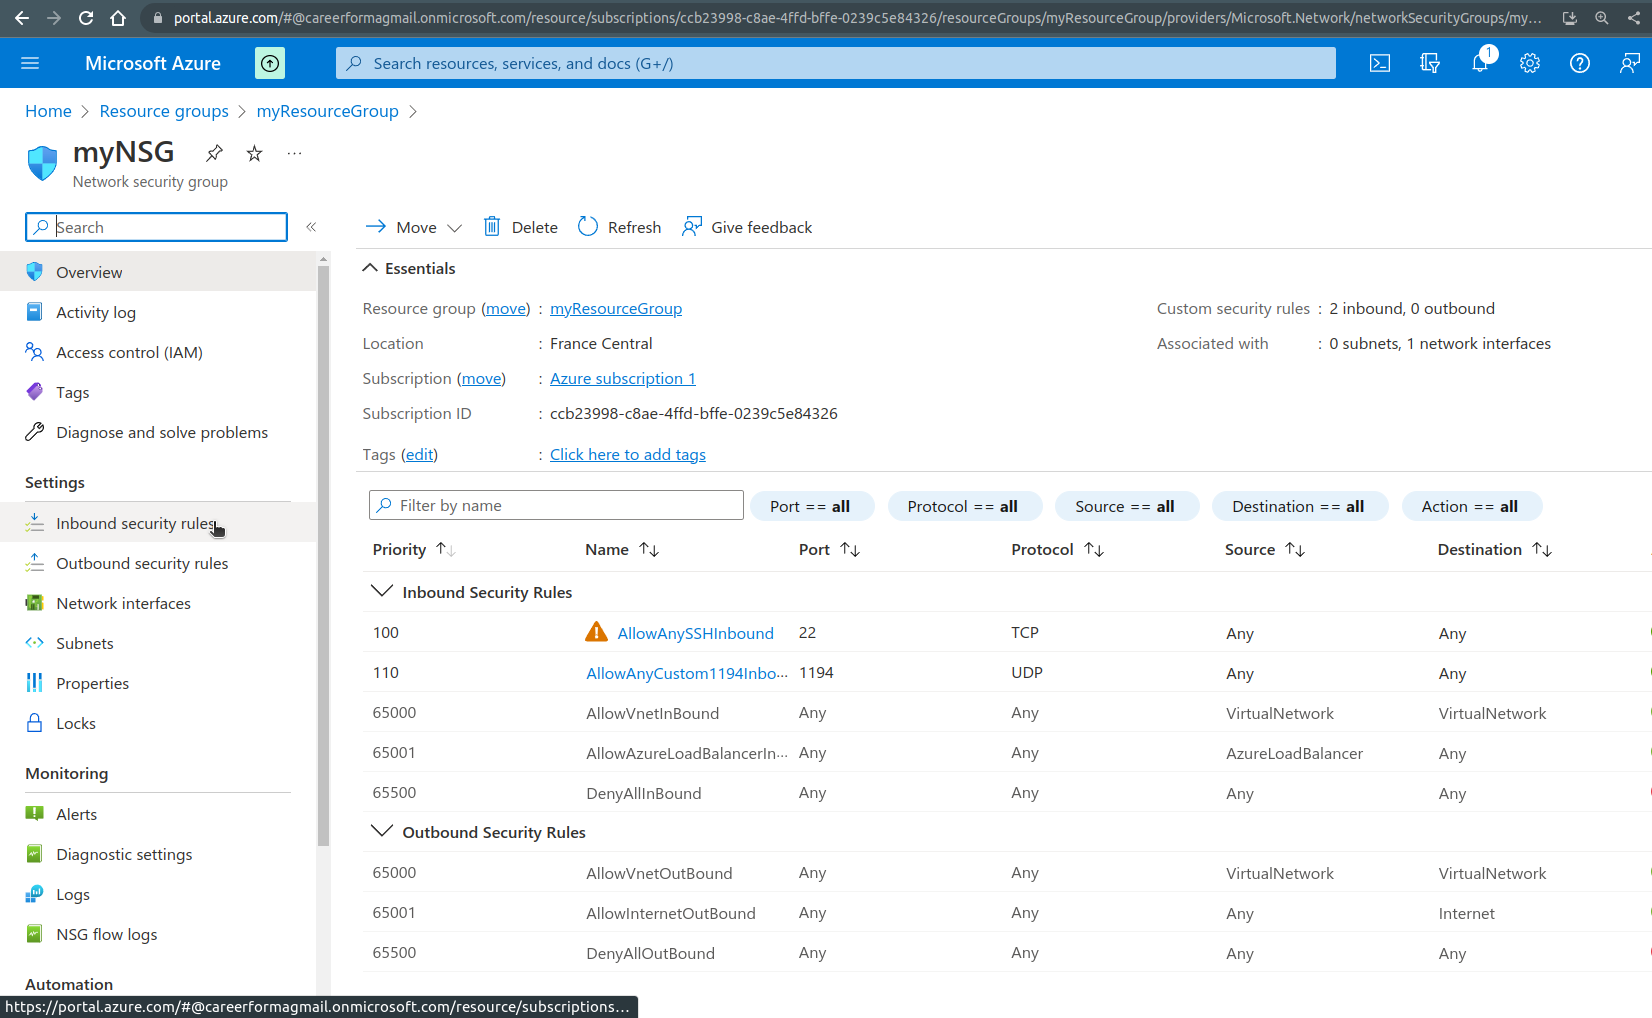 portal.azure.com/#@careerformagmail.onmicrosoft.com/resource/subscriptions/ccb23998-c8ae-4ffd-bffe-0239c5e84326/resourceGroups/myResourceGroup/providers/Microsoft.Network/networkSecurityGroups/my...
Microsoft Azure
Search resources, services, and docs (G+/)
1
Home > Resource groups > myResourceGroup >
myNSG
Network security group
Search
Overview
Activity log
Access control (IAM)
Tags
Diagnose and solve problems
Settings
Inbound security rules
Outbound security rules
Network interfaces
Subnets
Properties
Locks
Monitoring
Alerts
Diagnostic settings
Logs
NSG flow logs
Automation
https://portal.azure.com/#@careerformagmail.onmicrosoft.com/resource/subscriptions...
Move Delete Refresh Give feedback
Essentials
Resource group (move) : myResourceGroup
Location : France Central
Subscription (move) : Azure subscription 1
Subscription ID : ccb23998-c8ae-4ffd-bffe-0239c5e84326
Tags (edit) : Click here to add tags
Custom security rules : 2 inbound, 0 outbound
Associated with : 0 subnets, 1 network interfaces
Filter by name Port == all Protocol == all Source == all Destination == all Action == all
Priority Name Port Protocol Source Destination
Inbound Security Rules
100 AllowAnySSHInbound 22 TCP Any Any
110 AllowAnyCustom1194Inbo... 1194 UDP Any Any
65000 AllowVnetInBound Any Any VirtualNetwork VirtualNetwork
65001 AllowAzureLoadBalancerIn... Any Any AzureLoadBalancer Any
65500 DenyAllInBound Any Any Any Any
Outbound Security Rules
65000 AllowVnetOutBound Any Any VirtualNetwork VirtualNetwork
65001 AllowInternetOutBound Any Any Any Internet
65500 DenyAllOutBound Any Any Any Any